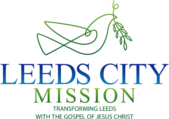 LEEDS CITY
MISSION
TRANSFORMING LEEDS
WITH THE GOSPEL OF JESUS CHRIST